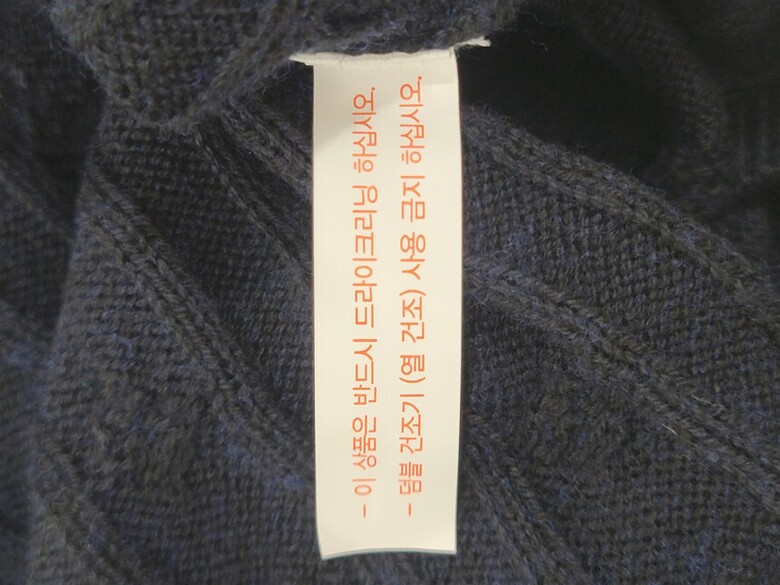 - 이 상품은 반드시 드라이크리닝 하십시오.
- 덤블 건조기 (열 건조) 사용 금지 하십시오.